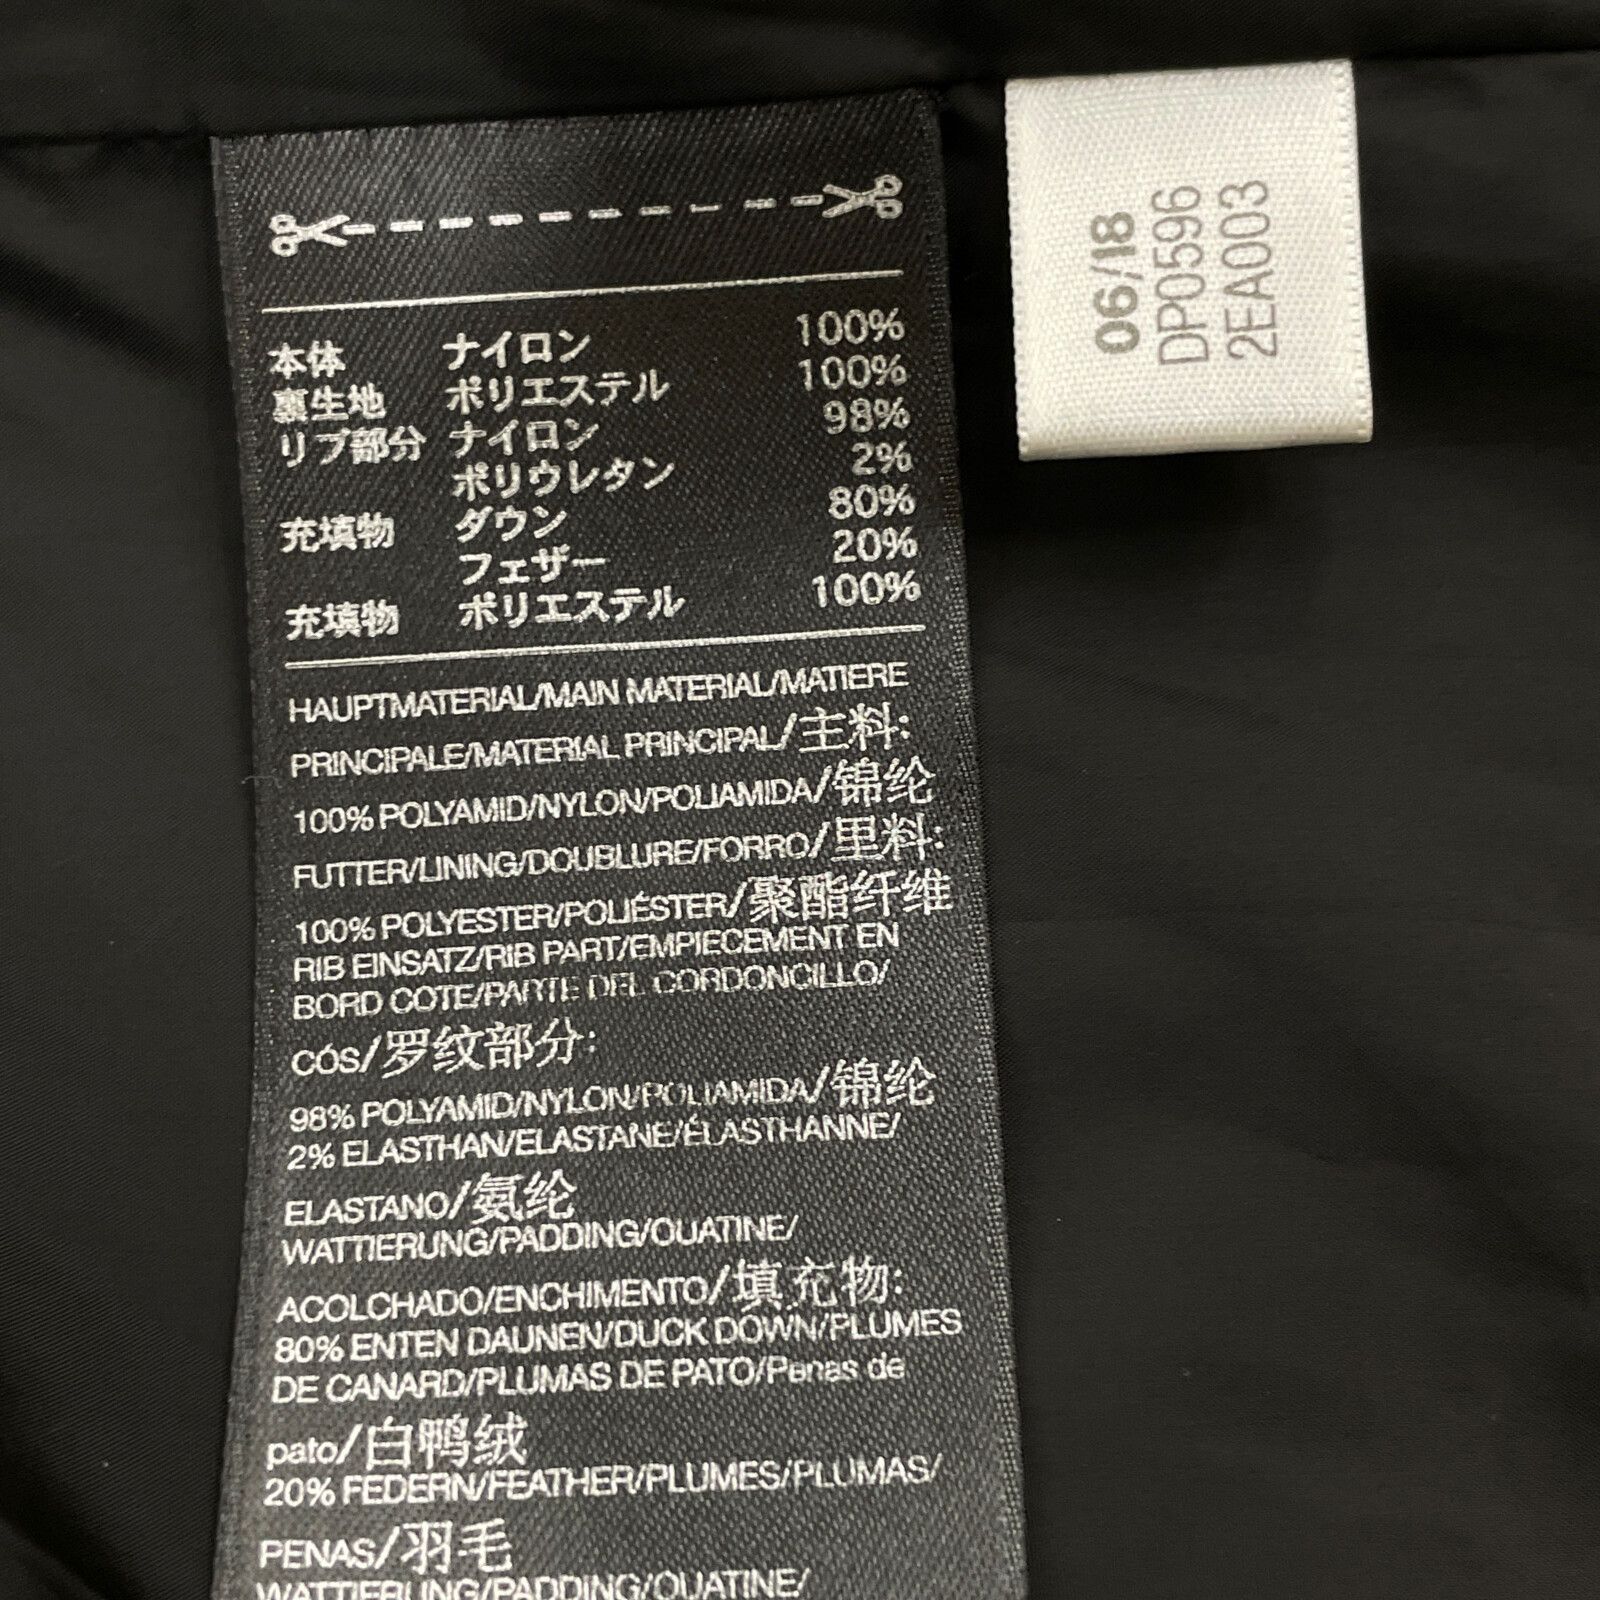 本体 ナイロン 100%
裏生地 ポリエステル 100%
リブ部分 ナイロン 98%
ポリウレタン 2%
充填物 ダウン 80%
フェザー 20%
充填物 ポリエステル 100%
HAUPTMATERIAL/MAIN MATERIAL/MATIERE
PRINCIPALE/MATERIAL PRINCIPAL/主料:
100% POLYAMID/NYLON/POLIAMIDA/锦纶
FUTTER/LINING/DOUBLURE/FORRO/里料:
100% POLYESTER/POLIÉSTER/聚酯纤维
RIB EINSATZ/RIB PART/EMPIECEMENT EN
BORD COTE/PARTE DEL CORDONCILLO/
CÓS/罗纹部分:
98% POLYAMID/NYLON/POLIAMIDA/锦纶
2% ELASTHAN/ELASTANE/ÉLASTHANNE/
ELASTANO/氨纶
WATTIERUNG/PADDING/OUATINE/
ACOLCHADO/ENCHIMENTO/填充物:
80% ENTEN DAUNEN/DUCK DOWN/PLUMES
DE CANARD/PLUMAS DE PATO/Penas de
pato/白鸭绒
20% FEDERN/FEATHER/PLUMES/PLUMAS/
PENAS/羽毛
WATTIERUNG/PADDING/OUATINE/
06/18
DP0596
2EA003